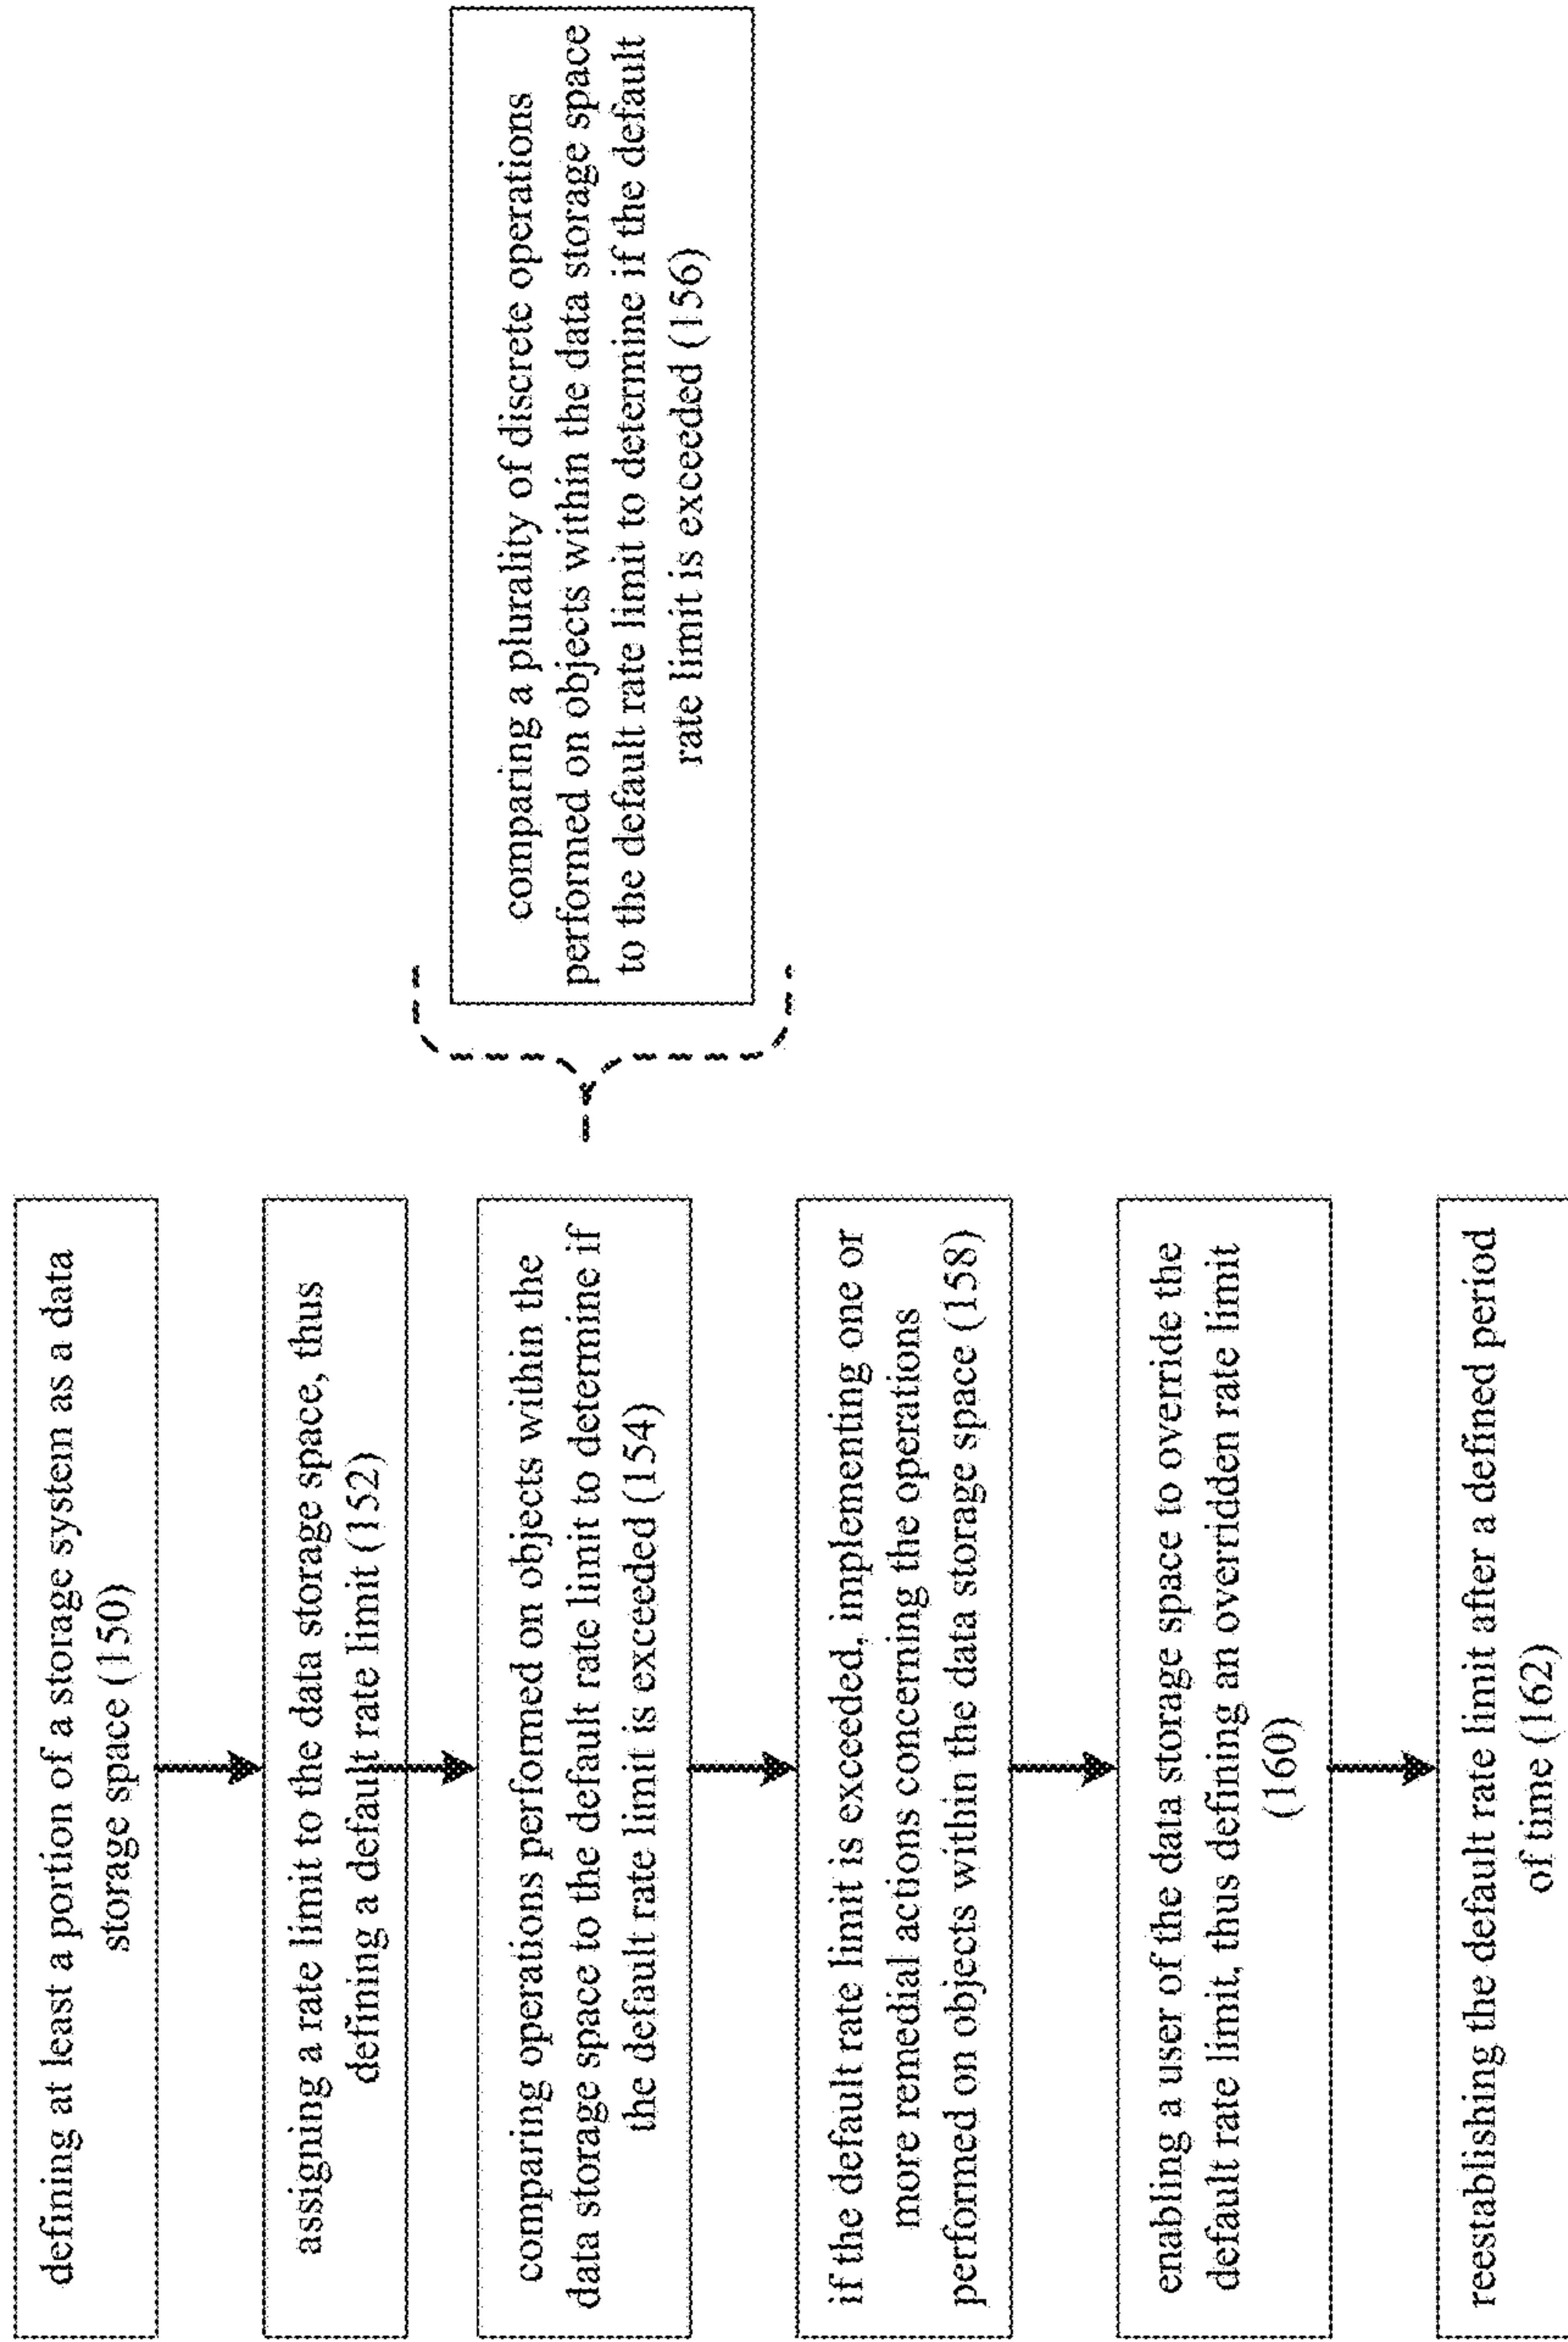 defining at least a portion of a storage system as a data
storage space (150)
assigning a rate limit to the data storage space, thus
defining a default rate limit (152)
comparing operations performed on objects within the
data storage space to the default rate limit to determine if
the default rate limit is exceeded (154)
comparing a plurality of discrete operations
performed on objects within the data storage space
to the default rate limit to determine if the default
rate limit is exceeded (156)
if the default rate limit is exceeded, implementing one or
more remedial actions concerning the operations
performed on objects within the data storage space (158)
enabling a user of the data storage space to override the
default rate limit, thus defining an overridden rate limit
(160)
reestablishing the default rate limit after a defined period
of time (162)